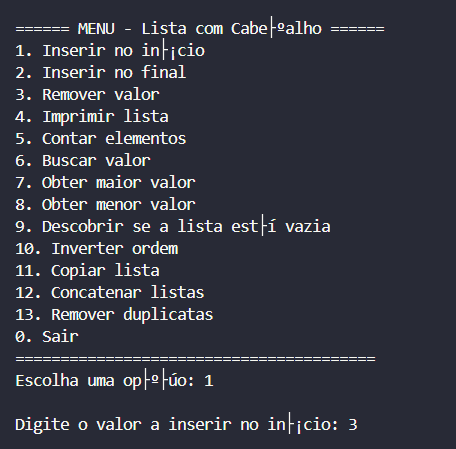 ====== MENU - Lista com Cabe├ºalho ======
1. Inserir no in├¡cio
2. Inserir no final
3. Remover valor
4. Imprimir lista
5. Contar elementos
6. Buscar valor
7. Obter maior valor
8. Obter menor valor
9. Descobrir se a lista est├í vazia
10. Inverter ordem
11. Copiar lista
12. Concatenar listas
13. Remover duplicatas
0. Sair
========================================
Escolha uma op├º├úo: 1
Digite o valor a inserir no in├¡cio: 3